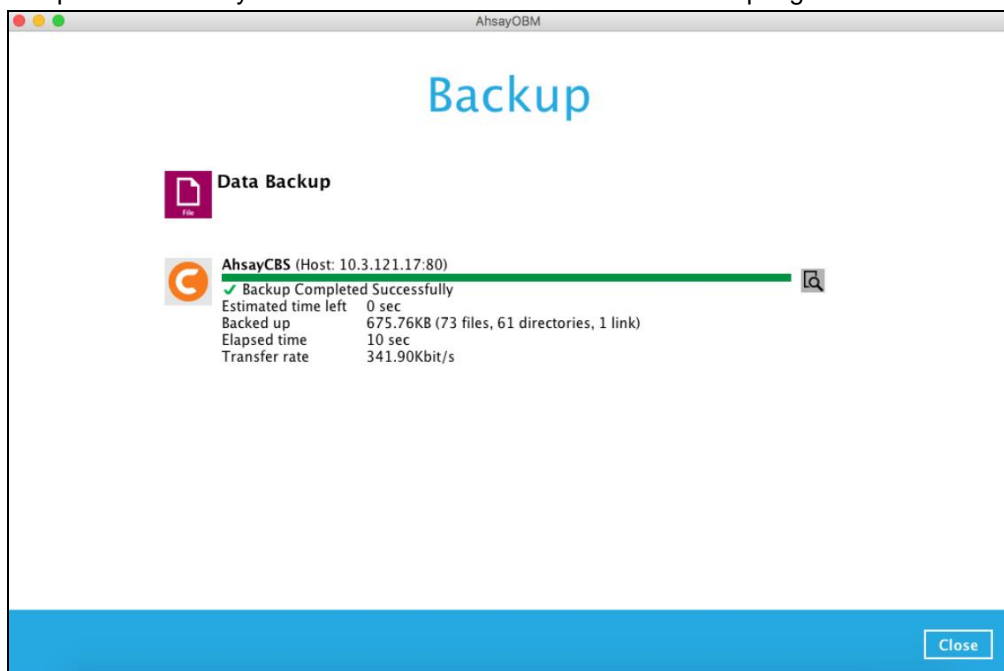 AhsayOBM
Backup
Data Backup
File
AhsayCBS (Host: 10.3.121.17:80)
✓ Backup Completed Successfully
Estimated time left 0 sec
Backed up 675.76KB (73 files, 61 directories, 1 link)
Elapsed time 10 sec
Transfer rate 341.90Kbit/s
Close